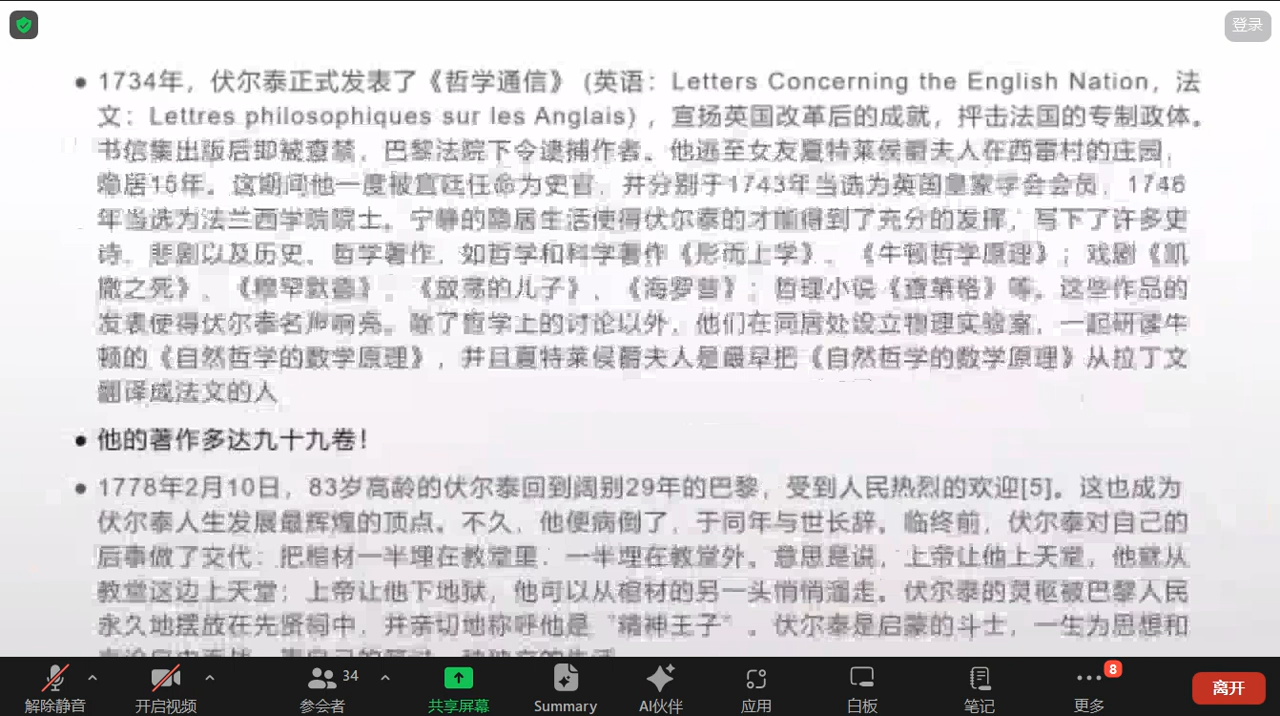 登录
● 1734年，伏尔泰正式发表了《哲学通信》（英语：Letters Concerning the English Nation，法
文：Lettres philosophiques sur les Anglais），宣扬英国改革后的成就，抨击法国的专制政体。
书信集出版后即被查禁，巴黎法院下令逮捕作者。他逃至女友夏特莱侯爵夫人在西雷村的庄园，
隐居15年。这期间他一度被宫廷任命为史官，并分别于1743年当选为英国皇家学会会员，1746
年当选为法兰西学院院士。宁静的隐居生活使得伏尔泰的才能得到了充分的发挥，写下了许多史
诗、悲剧以及历史、哲学著作，如哲学和科学著作《形而上学》、《牛顿哲学原理》；戏剧《凯
撒之死》、《穆罕默德》、《放荡的儿子》、《海罗普》；哲理小说《查第格》等。这些作品的
发表使得伏尔泰名声响亮。除了哲学上的讨论以外，他们在同居处设立物理实验室，一起研读牛
顿的《自然哲学的数学原理》，并且夏特莱侯爵夫人是最早把《自然哲学的数学原理》从拉丁文
翻译成法文的人
● 他的著作多达九十九卷！
● 1778年2月10日，83岁高龄的伏尔泰回到阔别29年的巴黎，受到人民热烈的欢迎[5]。这也成为
伏尔泰人生发展最辉煌的顶点。不久，他便病倒了，于同年与世长辞。临终前，伏尔泰对自己的
后事做了交代：把棺材一半埋在教堂里，一半埋在教堂外。意思是说，上帝让他上天堂，他就从
教堂这边上天堂；上帝让他下地狱，他可以从棺材的另一头悄悄溜走。伏尔泰的灵柩被巴黎人民
永久地摆放在先贤祠中，并亲切地称呼他是“精神王子”。伏尔泰是启蒙的斗士，一生为思想和
解除静音 开启视频 参会者 34 共享屏幕 Summary AI伙伴 应用 白板 笔记 更多 8 离开